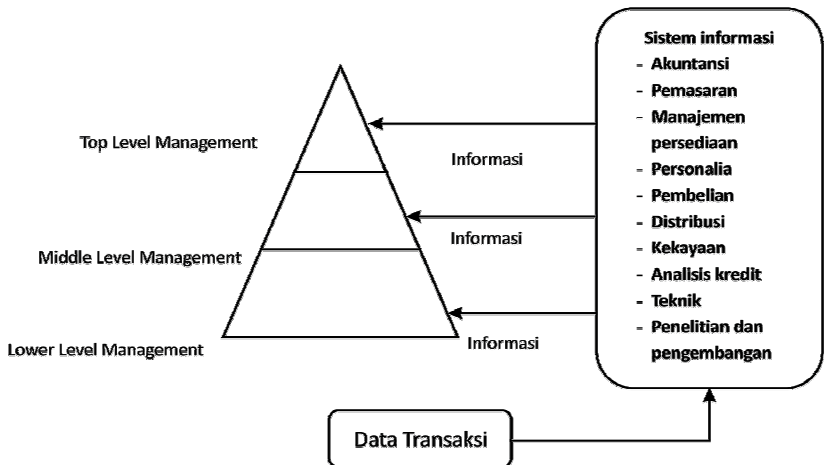 Sistem informasi
- Akuntansi
- Pemasaran
- Manajemen
persediaan
- Personalia
- Pembelian
- Distribusi
- Kekayaan
- Analisis kredit
- Teknik
- Penelitian dan
pengembangan
Top Level Management
Informasi
Middle Level Management
Informasi
Lower Level Management
Informasi
Data Transaksi